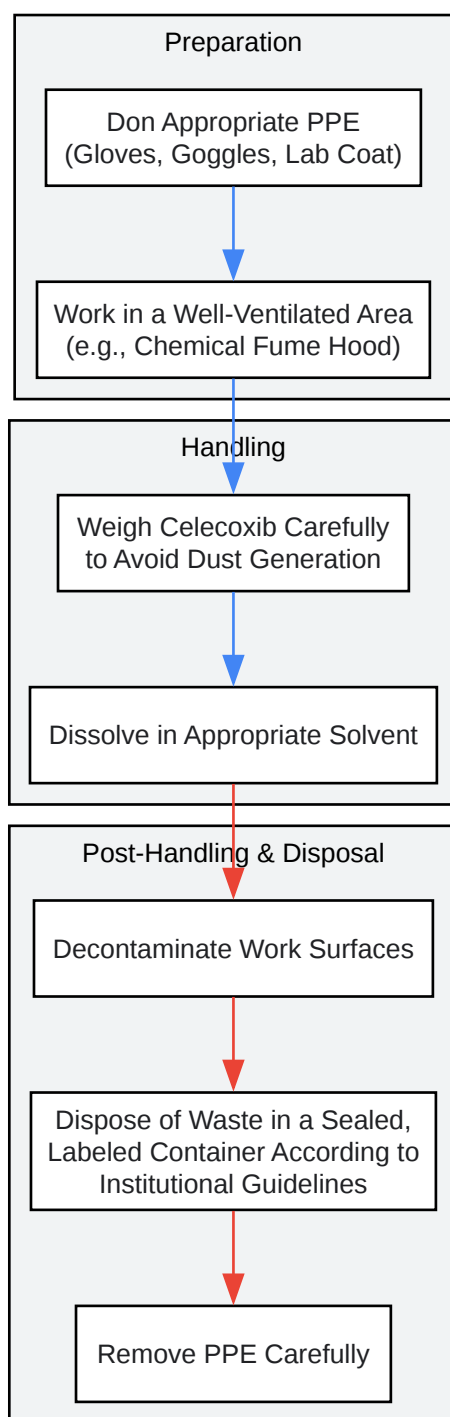 Preparation
Don Appropriate PPE
(Gloves, Goggles, Lab Coat)
Work in a Well-Ventilated Area
(e.g., Chemical Fume Hood)
Handling
Weigh Celecoxib Carefully
to Avoid Dust Generation
Dissolve in Appropriate Solvent
Post-Handling & Disposal
Decontaminate Work Surfaces
Dispose of Waste in a Sealed,
Labeled Container According to
Institutional Guidelines
Remove PPE Carefully